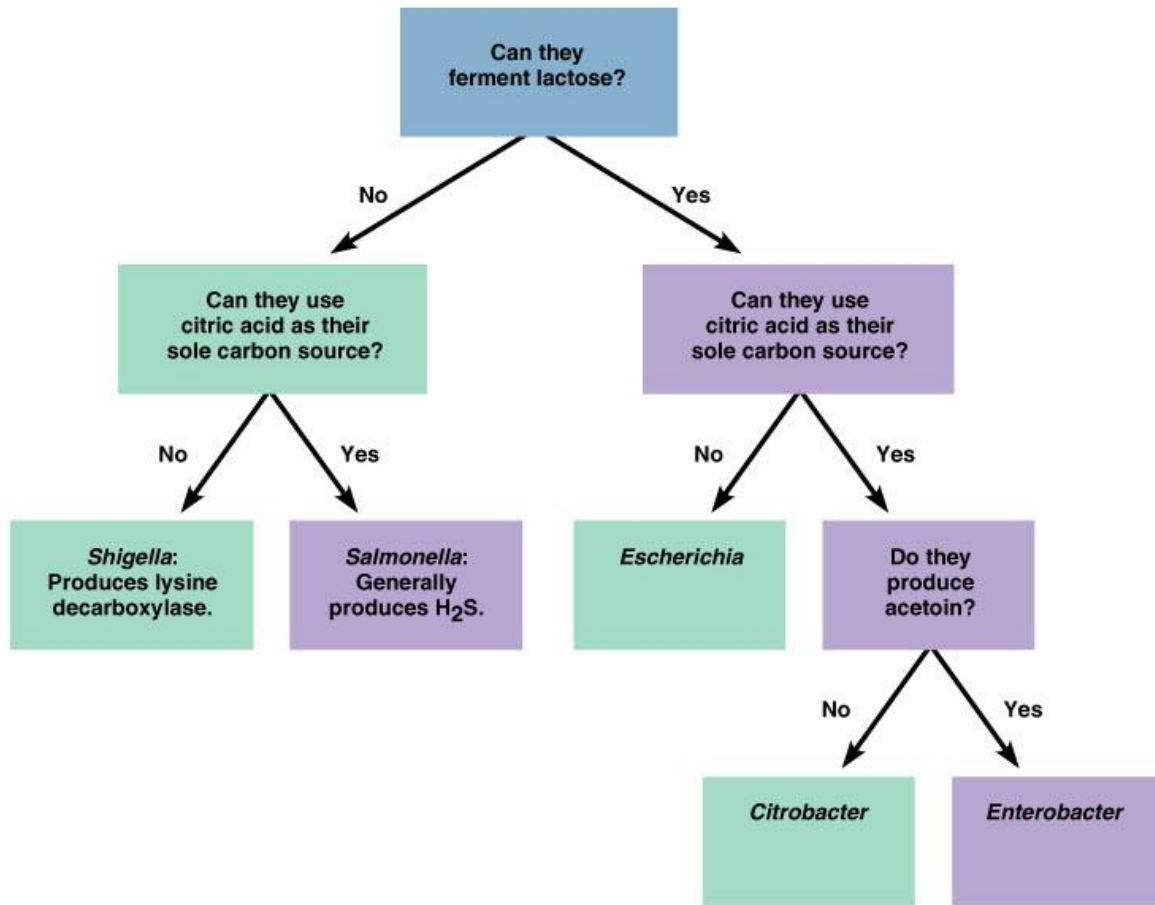 Can they
ferment lactose?
No
Yes
Can they use
citric acid as their
sole carbon source?
Can they use
citric acid as their
sole carbon source?
No
Yes
No
Yes
Shigella:
Produces lysine
decarboxylase.
Salmonella:
Generally
produces H₂S.
Escherichia
Do they
produce
acetoin?
No
Yes
Citrobacter
Enterobacter